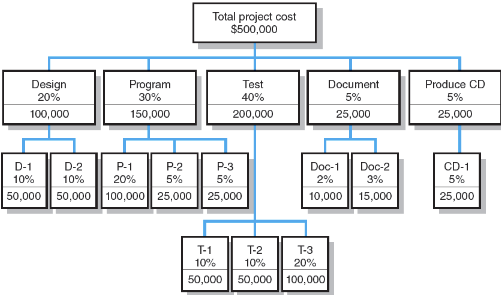 Total project cost
$500,000
Design
20%
100,000
Program
30%
150,000
Test
40%
200,000
Document
5%
25,000
Produce CD
5%
25,000
D-1
10%
50,000
D-2
10%
50,000
P-1
20%
100,000
P-2
5%
25,000
P-3
5%
25,000
Doc-1
2%
10,000
Doc-2
3%
15,000
CD-1
5%
25,000
T-1
10%
50,000
T-2
10%
50,000
T-3
20%
100,000